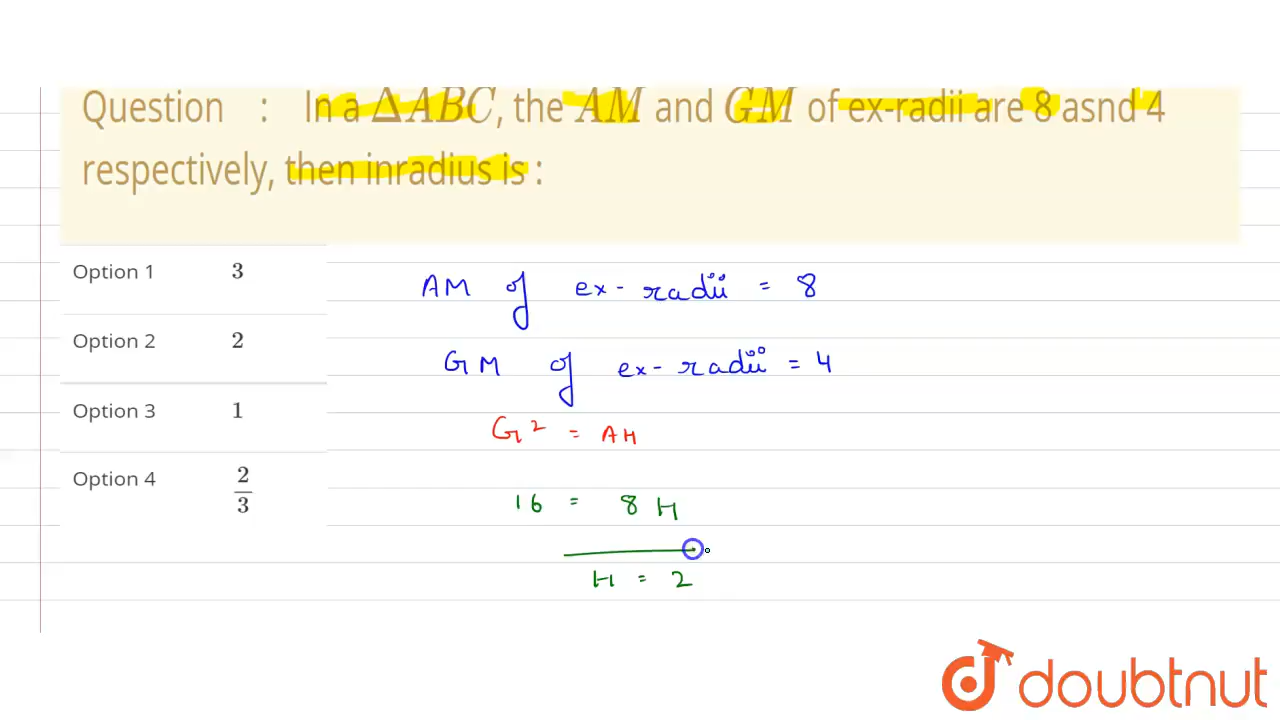 Question : In a ΔABC, the AM and GM of ex-radii are 8 asnd 4
respectively, then inradius is :
Option 1 3
Option 2 2
Option 3 1
Option 4 2/3
AM of ex- radii = 8
GM of ex- radii = 4
G² = AH
16 = 8 H
H = 2
doubtnut